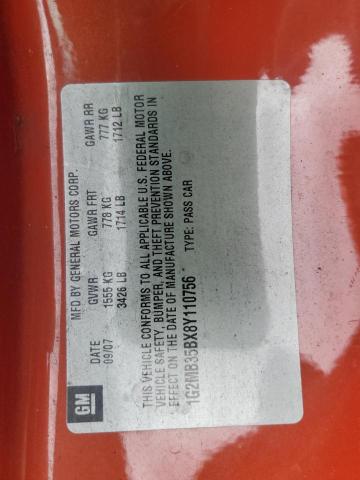 GM
MFD BY GENERAL MOTORS CORP.
DATE GVWR GAWR FRT GAWR RR
09/07 1555 KG 778 KG 777 KG
3426 LB 1714 LB 1712 LB
THIS VEHICLE CONFORMS TO ALL APPLICABLE U.S. FEDERAL MOTOR
VEHICLE SAFETY, BUMPER, AND THEFT PREVENTION STANDARDS IN
EFFECT ON THE DATE OF MANUFACTURE SHOWN ABOVE.
1G2MB35BX8Y110756 TYPE: PASS CAR